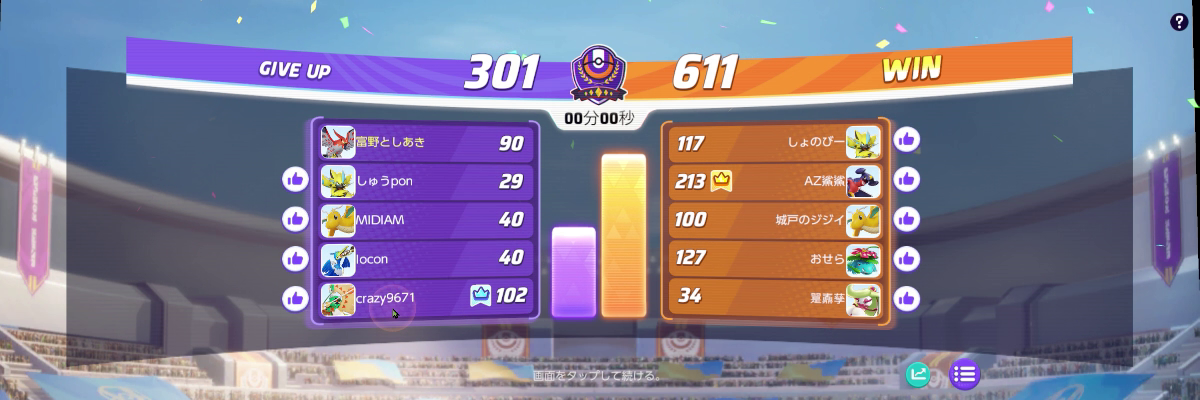 ?
GIVE UP 301 611 WIN
00分00秒
富野としあき 90
しゅうpon 29
MIDIAM 40
locon 40
crazy9671 102
117 しょのびー
213 AZ鯊鯊
100 城戸のジジイ
127 おせら
34
画面をタップして続ける。